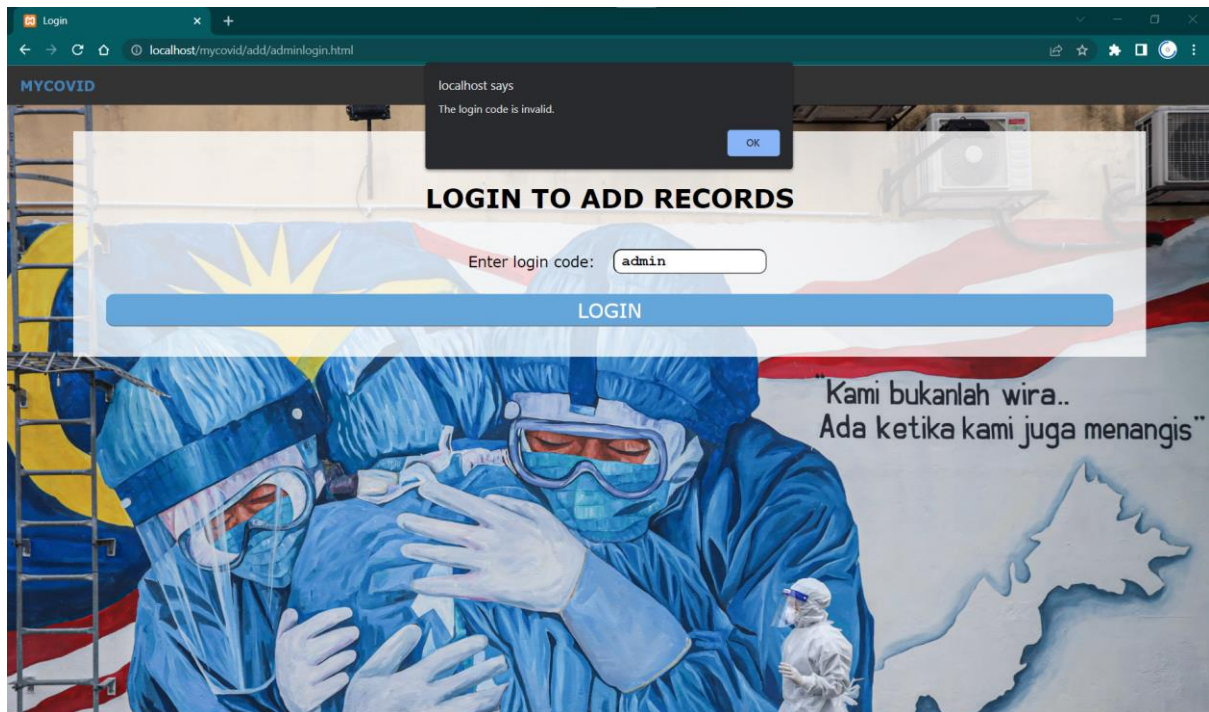 Login
localhost/mycovid/add/adminlogin.html
MYCOVID
localhost says
The login code is invalid.
OK
LOGIN TO ADD RECORDS
Enter login code: admin
LOGIN
"Kami bukanlah wira..
Ada ketika kami juga menangis"